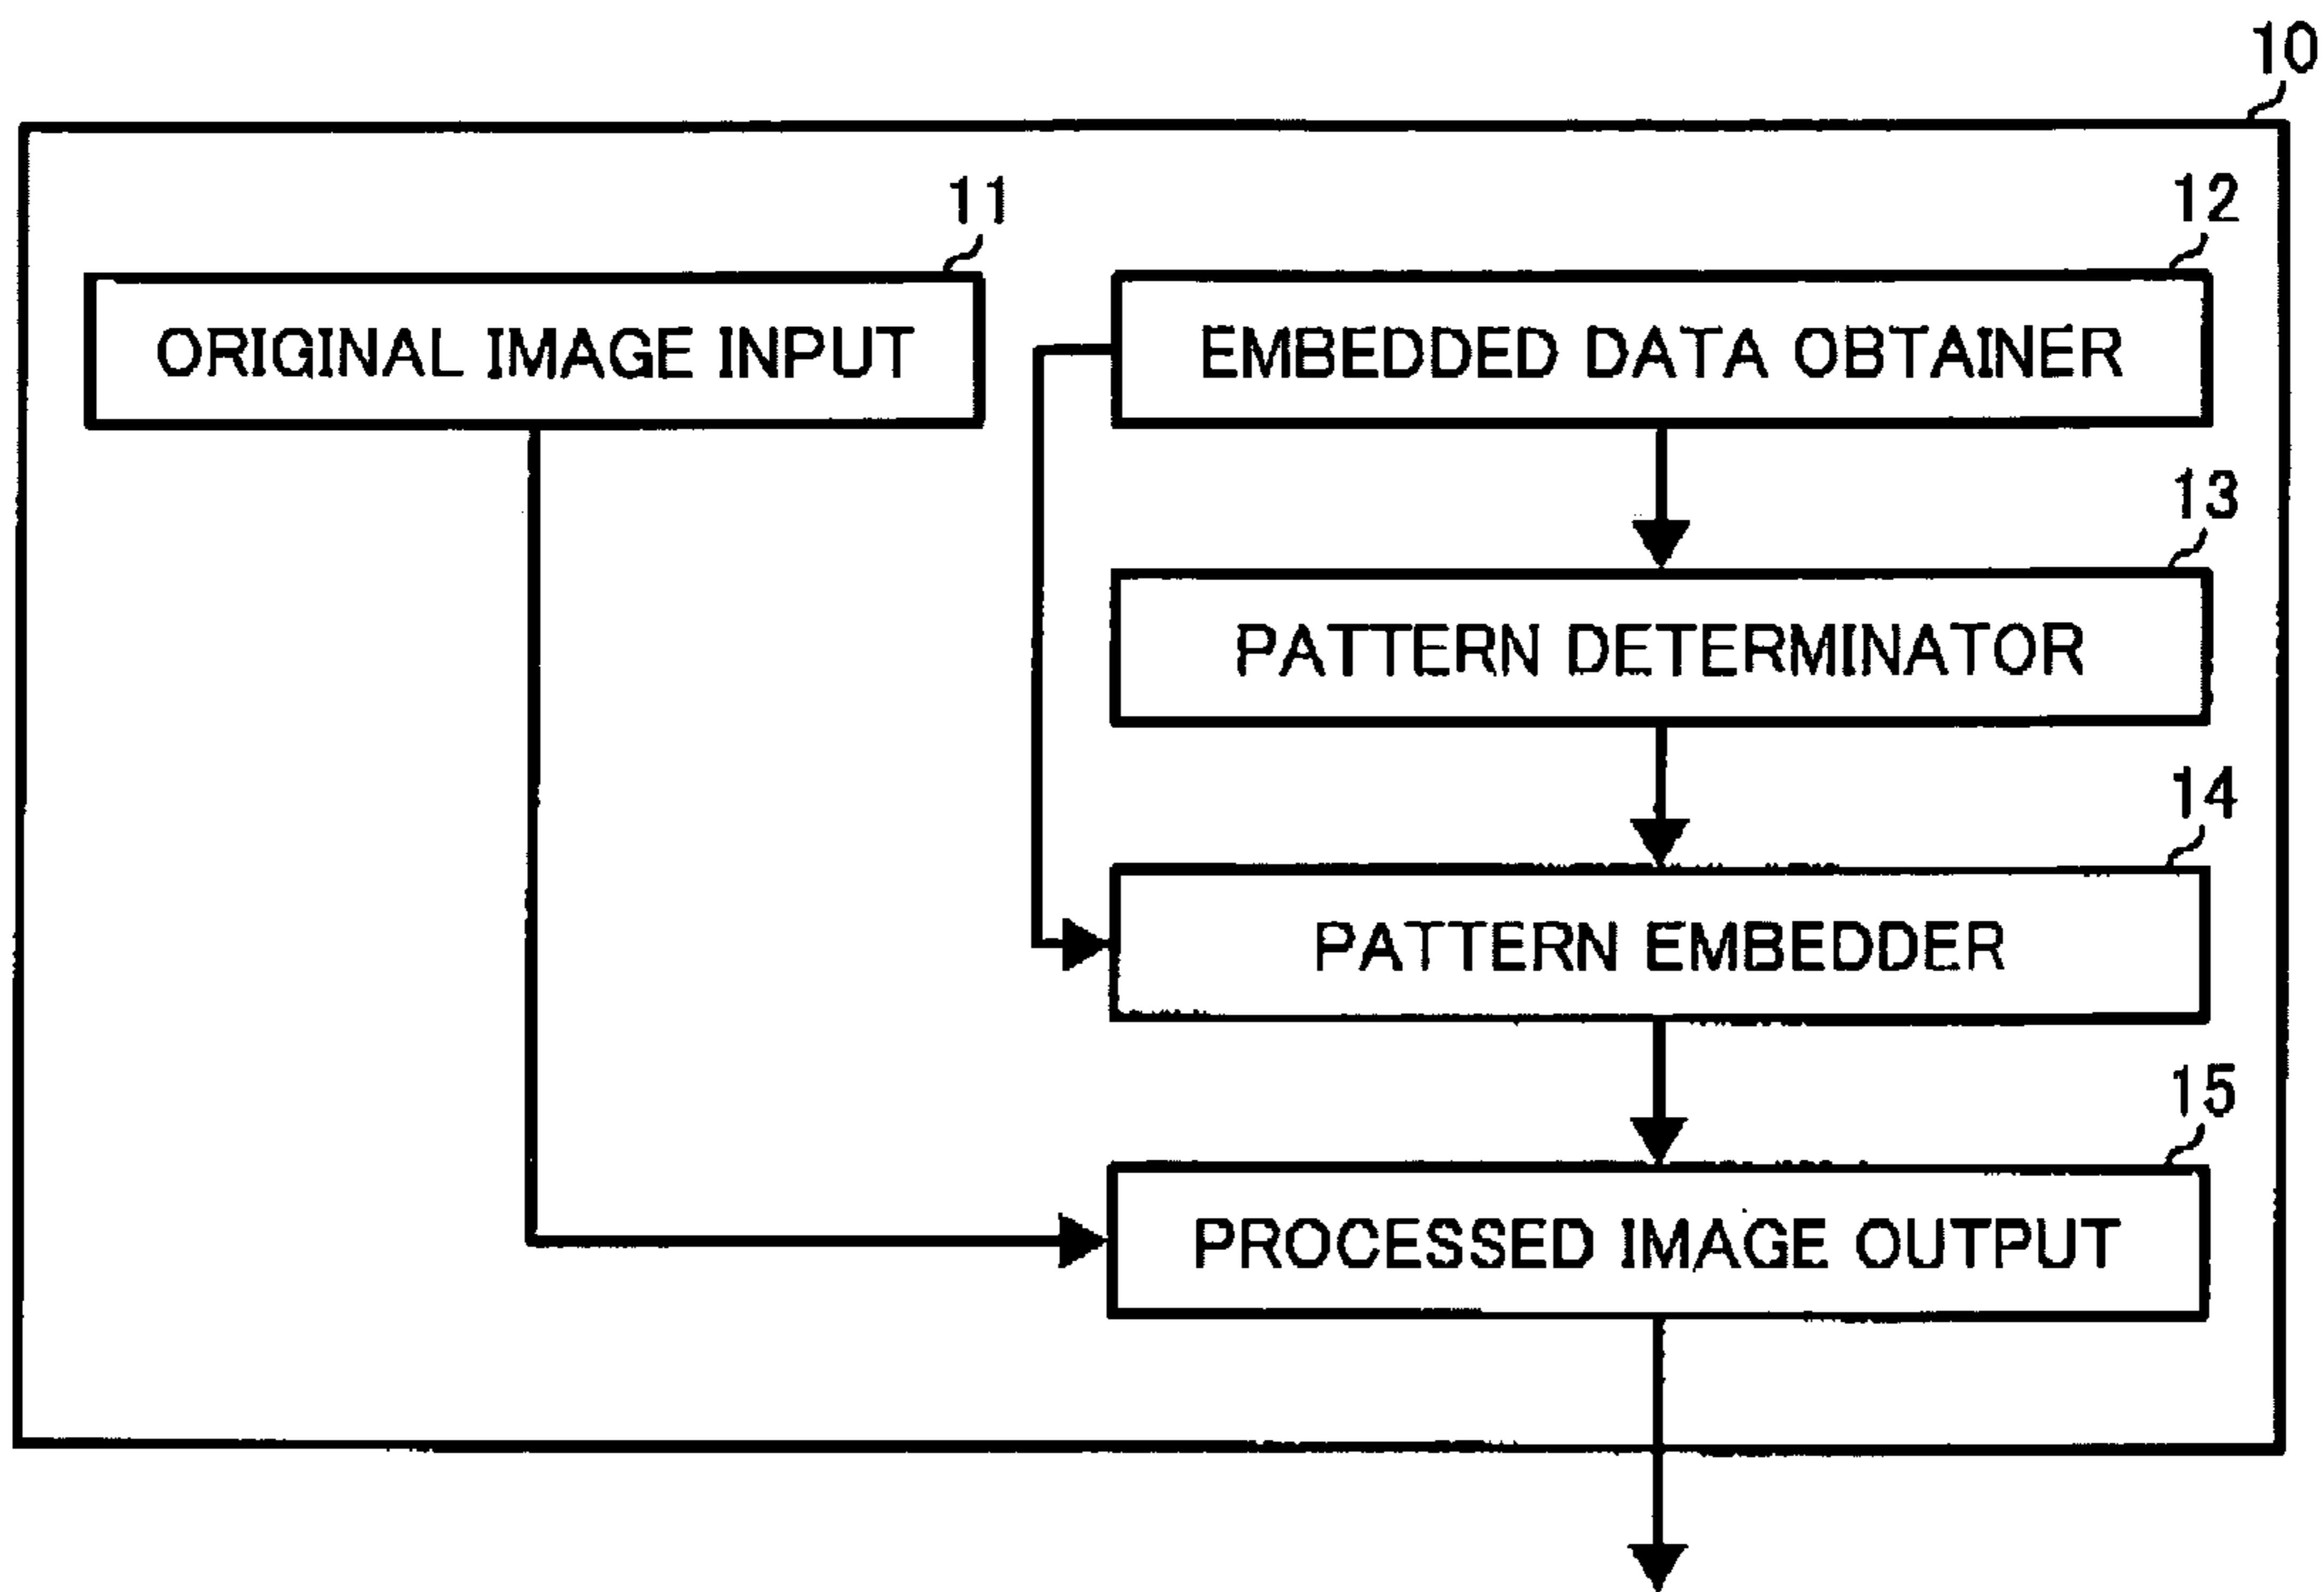 10
11
ORIGINAL IMAGE INPUT
12
EMBEDDED DATA OBTAINER
13
PATTERN DETERMINATOR
14
PATTERN EMBEDDER
15
PROCESSED IMAGE OUTPUT